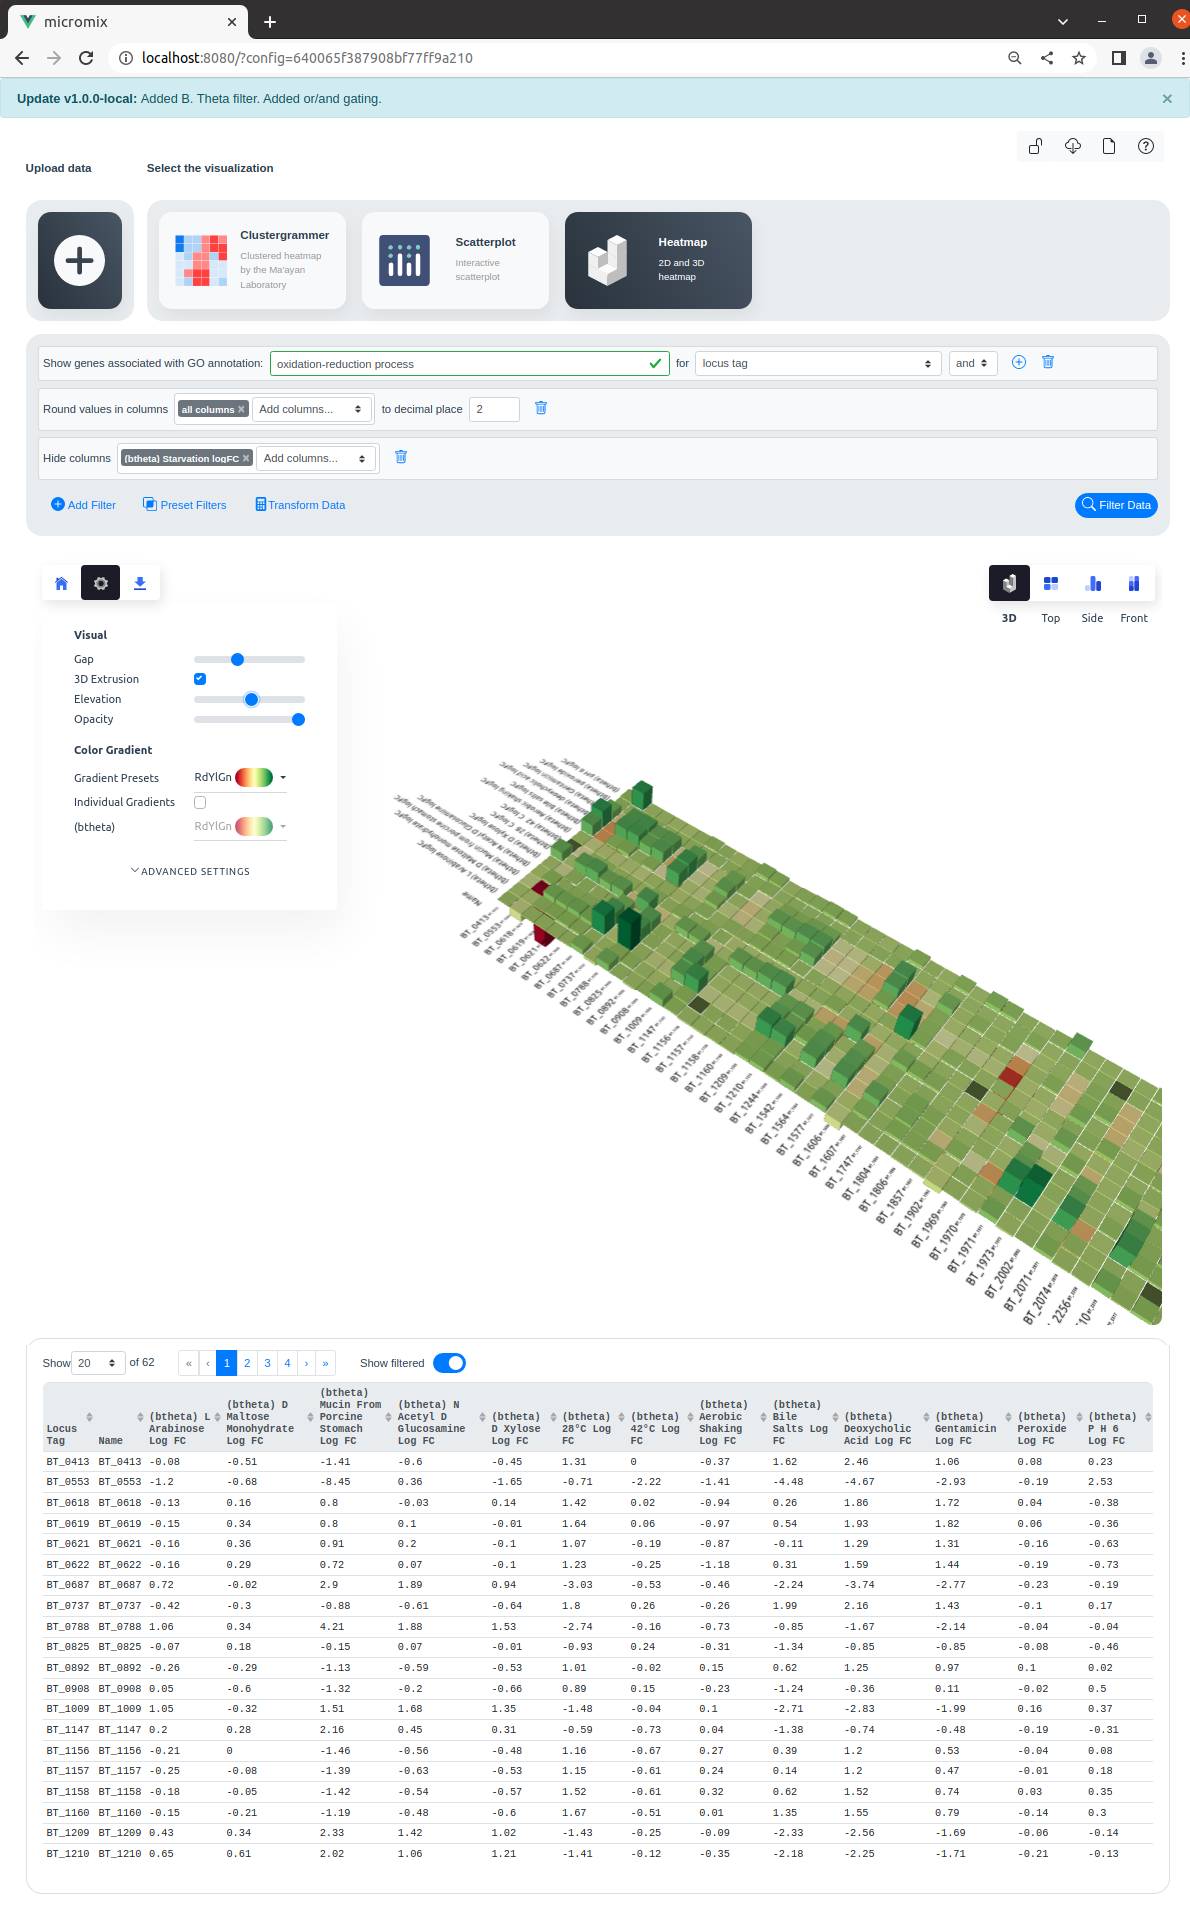 micromix
localhost:8080/?config=640065f387908bf77ff9a210
Update v1.0.0-local: Added B. Theta filter. Added or/and gating.
Upload data
Select the visualization
Clustergrammer
Clustered heatmap
by the Ma'ayan
Laboratory
Scatterplot
Interactive
scatterplot
Heatmap
2D and 3D
heatmap
Show genes associated with GO annotation: oxidation-reduction process for locus tag and
Round values in columns all columns × Add columns... to decimal place 2
Hide columns (btheta) Starvation logFC × Add columns...
Add Filter Preset Filters Transform Data Filter Data
3D Top Side Front
Visual
Gap
3D Extrusion
Elevation
Opacity
Color Gradient
Gradient Presets RdYlGn
Individual Gradients
(btheta) RdYlGn
ADVANCED SETTINGS
Name
BT_0413
BT_0553
BT_0618
BT_0619
BT_0621
BT_0622
BT_0687
BT_0737
BT_0788
BT_0825
BT_0892
BT_0908
BT_1009
BT_1147
BT_1156
BT_1157
BT_1158
BT_1160
BT_1209
BT_1210
BT_1244
BT_1542
BT_1564
BT_1577
BT_1606
BT_1607
BT_1747
BT_1804
BT_1806
BT_1857
BT_1902
BT_1969
BT_1970
BT_1971
BT_1973
BT_2002
BT_2071
BT_2074
Show 20 of 62 « ‹ 1 2 3 4 › » Show filtered
Locus Tag Name (btheta) L Arabinose Log FC (btheta) D Maltose Monohydrate Log FC (btheta) Mucin From Porcine Stomach Log FC (btheta) N Acetyl D Glucosamine Log FC (btheta) D Xylose Log FC (btheta) 28°C Log FC (btheta) 42°C Log FC (btheta) Aerobic Shaking Log FC (btheta) Bile Salts Log FC (btheta) Deoxycholic Acid Log FC (btheta) Gentamicin Log FC (btheta) Peroxide Log FC (btheta) P H 6 Log FC
BT_0413 BT_0413 -0.08 -0.51 -1.41 -0.6 -0.45 1.31 0 -0.37 1.62 2.46 1.06 0.08 0.23
BT_0553 BT_0553 -1.2 -0.68 -8.45 0.36 -1.65 -0.71 -2.22 -1.41 -4.48 -4.67 -2.93 -0.19 2.53
BT_0618 BT_0618 -0.13 0.16 0.8 -0.03 0.14 1.42 0.02 -0.94 0.26 1.86 1.72 0.04 -0.38
BT_0619 BT_0619 -0.15 0.34 0.8 0.1 -0.01 1.64 0.06 -0.97 0.54 1.93 1.82 0.06 -0.36
BT_0621 BT_0621 -0.16 0.36 0.91 0.2 -0.1 1.07 -0.19 -0.87 -0.11 1.29 1.31 -0.16 -0.63
BT_0622 BT_0622 -0.16 0.29 0.72 0.07 -0.1 1.23 -0.25 -1.18 0.31 1.59 1.44 -0.19 -0.73
BT_0687 BT_0687 0.72 -0.02 2.9 1.89 0.94 -3.03 -0.53 -0.46 -2.24 -3.74 -2.77 -0.23 -0.19
BT_0737 BT_0737 -0.42 -0.3 -0.88 -0.61 -0.64 1.8 0.26 -0.26 1.99 2.16 1.43 -0.1 0.17
BT_0788 BT_0788 1.06 0.34 4.21 1.88 1.53 -2.74 -0.16 -0.73 -0.85 -1.67 -2.14 -0.04 -0.04
BT_0825 BT_0825 -0.07 0.18 -0.15 0.07 -0.01 -0.93 0.24 -0.31 -1.34 -0.85 -0.85 -0.08 -0.46
BT_0892 BT_0892 -0.26 -0.29 -1.13 -0.59 -0.53 1.01 -0.02 0.15 0.62 1.25 0.97 0.1 0.02
BT_0908 BT_0908 0.05 -0.6 -1.32 -0.2 -0.66 0.89 0.15 -0.23 -1.24 -0.36 0.11 -0.02 0.5
BT_1009 BT_1009 1.05 -0.32 1.51 1.68 1.35 -1.48 -0.04 0.1 -2.71 -2.83 -1.99 0.16 0.37
BT_1147 BT_1147 0.2 0.28 2.16 0.45 0.31 -0.59 -0.73 0.04 -1.38 -0.74 -0.48 -0.19 -0.31
BT_1156 BT_1156 -0.21 0 -1.46 -0.56 -0.48 1.16 -0.67 0.27 0.39 1.2 0.53 -0.04 0.08
BT_1157 BT_1157 -0.25 -0.08 -1.39 -0.63 -0.53 1.15 -0.61 0.24 0.14 1.2 0.47 -0.01 0.18
BT_1158 BT_1158 -0.18 -0.05 -1.42 -0.54 -0.57 1.52 -0.61 0.32 0.62 1.52 0.74 0.03 0.35
BT_1160 BT_1160 -0.15 -0.21 -1.19 -0.48 -0.6 1.67 -0.51 0.01 1.35 1.55 0.79 -0.14 0.3
BT_1209 BT_1209 0.43 0.34 2.33 1.42 1.02 -1.43 -0.25 -0.09 -2.33 -2.56 -1.69 -0.06 -0.14
BT_1210 BT_1210 0.65 0.61 2.02 1.06 1.21 -1.41 -0.12 -0.35 -2.18 -2.25 -1.71 -0.21 -0.13